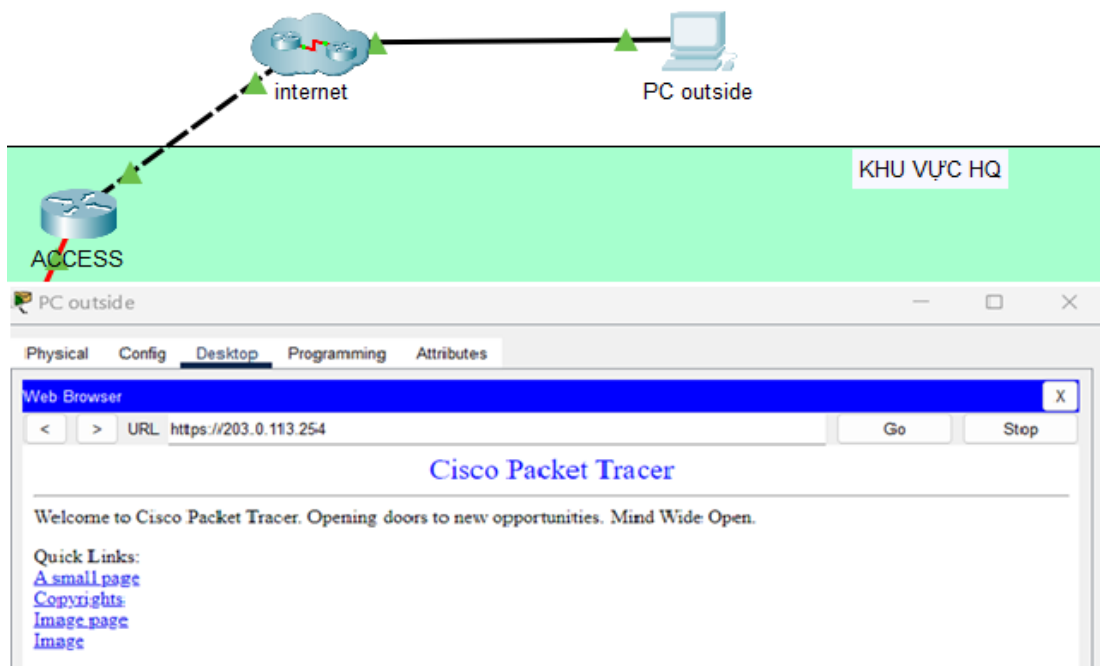 internet
PC outside
KHU VỰC HQ
ACCESS
PC outside
Physical Config Desktop Programming Attributes
Web Browser X
< > URL https://203.0.113.254 Go Stop
Cisco Packet Tracer
Welcome to Cisco Packet Tracer. Opening doors to new opportunities. Mind Wide Open.
Quick Links:
A small page
Copyrights
Image page
Image